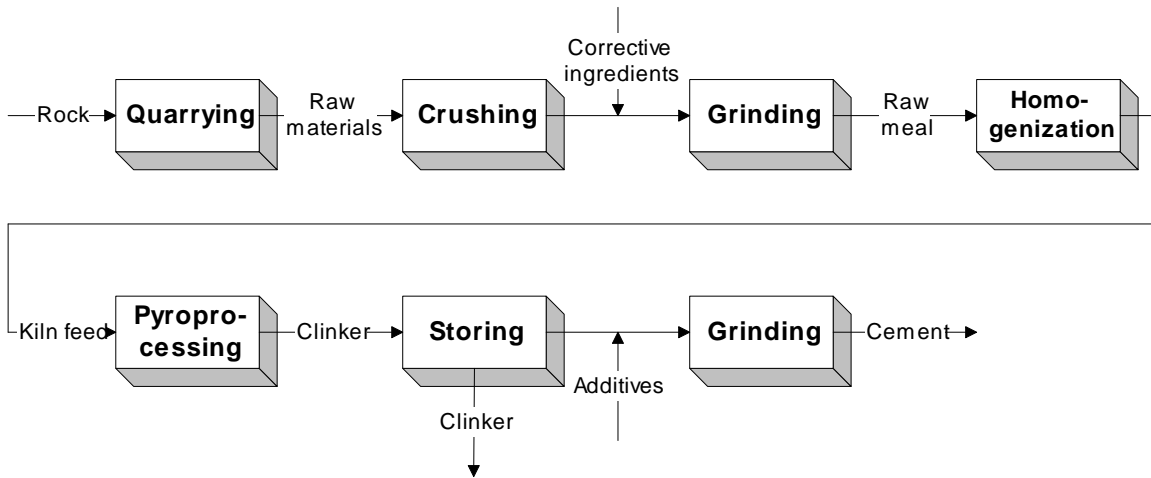 Corrective
ingredients
Rock
Quarrying
Raw
materials
Crushing
Grinding
Raw
meal
Homo-
genization
Kiln feed
Pyropro-
cessing
Clinker
Storing
Additives
Grinding
Cement
Clinker